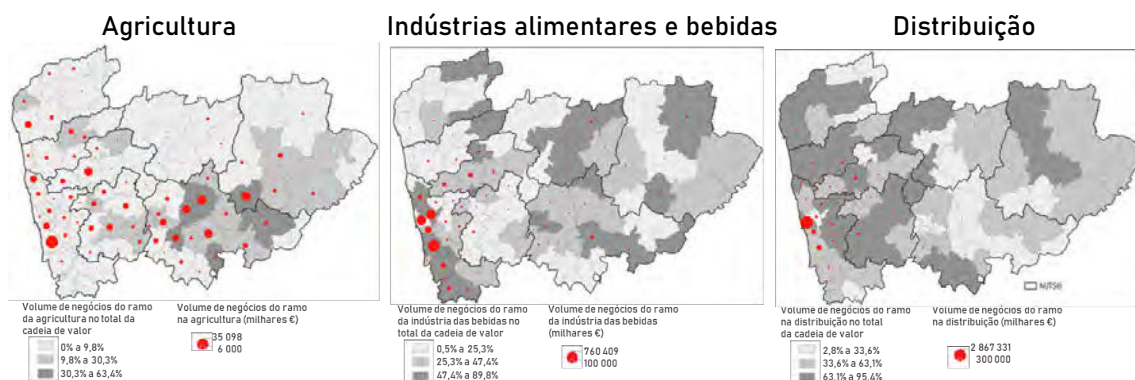 Agricultura
Volume de negócios do ramo
da agricultura no total da
cadeia de valor
0% a 9,8%
9,8% a 30,3%
30,3% a 63,4%
Volume de negócios do ramo
na agricultura (milhares €)
35 098
6 000
Indústrias alimentares e bebidas
Volume de negócios do ramo
da indústria das bebidas no
total da cadeia de valor
0,5% a 25,3%
25,3% a 47,4%
47,4% a 89,8%
Volume de negócios do ramo
da indústria das bebidas
(milhares €)
760 409
100 000
Distribuição
NUTSIII
Volume de negócios do ramo
na distribuição no total
da cadeia de valor
2,8% a 33,6%
33,6% a 63,1%
63,1% a 95,4%
Volume de negócios do ramo
na distribuição (milhares €)
2 867 331
300 000